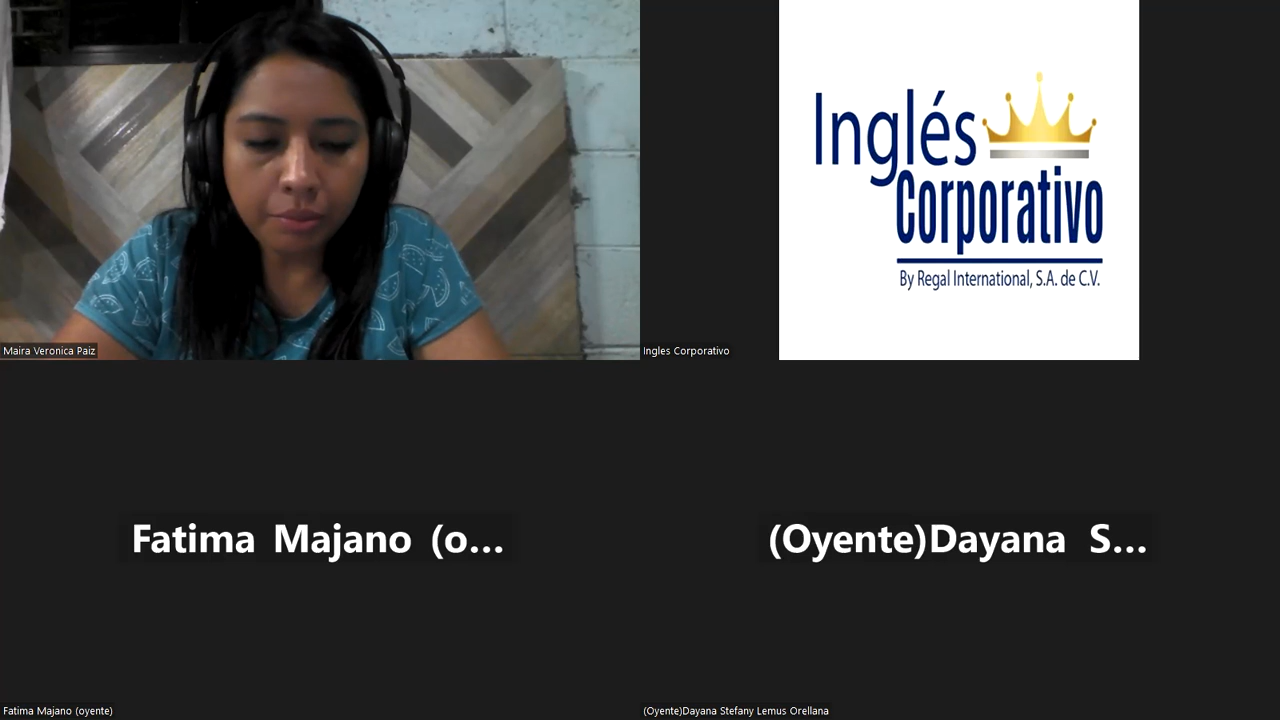 Inglés
Corporativo
By Regal International, S.A. de C.V.
Maira Veronica Paiz
Ingles Corporativo
Fatima Majano (o...
(Oyente)Dayana S...
Fatima Majano (oyente)
(Oyente)Dayana Stefany Lemus Orellana